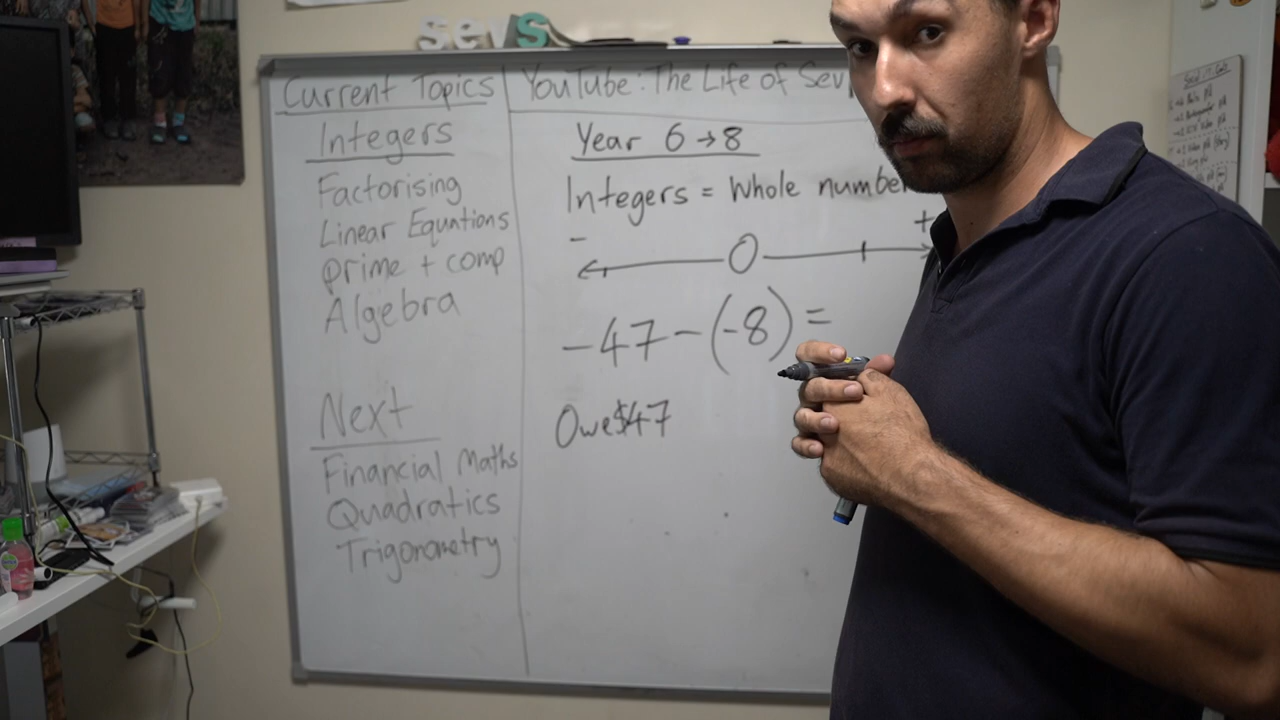 sevs
Current Topics
Integers
Factorising
Linear Equations
prime + comp
Algebra
Next
Financial Maths
Quadratics
Trigonometry
YouTube: The Life of Sev
Year 6 → 8
Integers = Whole number
- 0 +
-47-(-8) =
Owe $47